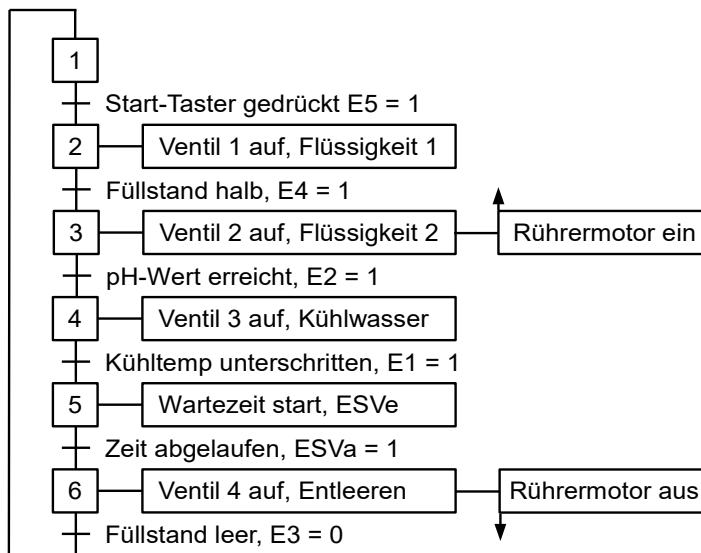 1
Start-Taster gedrückt E5 = 1
2 Ventil 1 auf, Flüssigkeit 1
Füllstand halb, E4 = 1
3 Ventil 2 auf, Flüssigkeit 2 Rührermotor ein
pH-Wert erreicht, E2 = 1
4 Ventil 3 auf, Kühlwasser
Kühltemp unterschritten, E1 = 1
5 Wartezeit start, ESVe
Zeit abgelaufen, ESVa = 1
6 Ventil 4 auf, Entleeren Rührermotor aus
Füllstand leer, E3 = 0